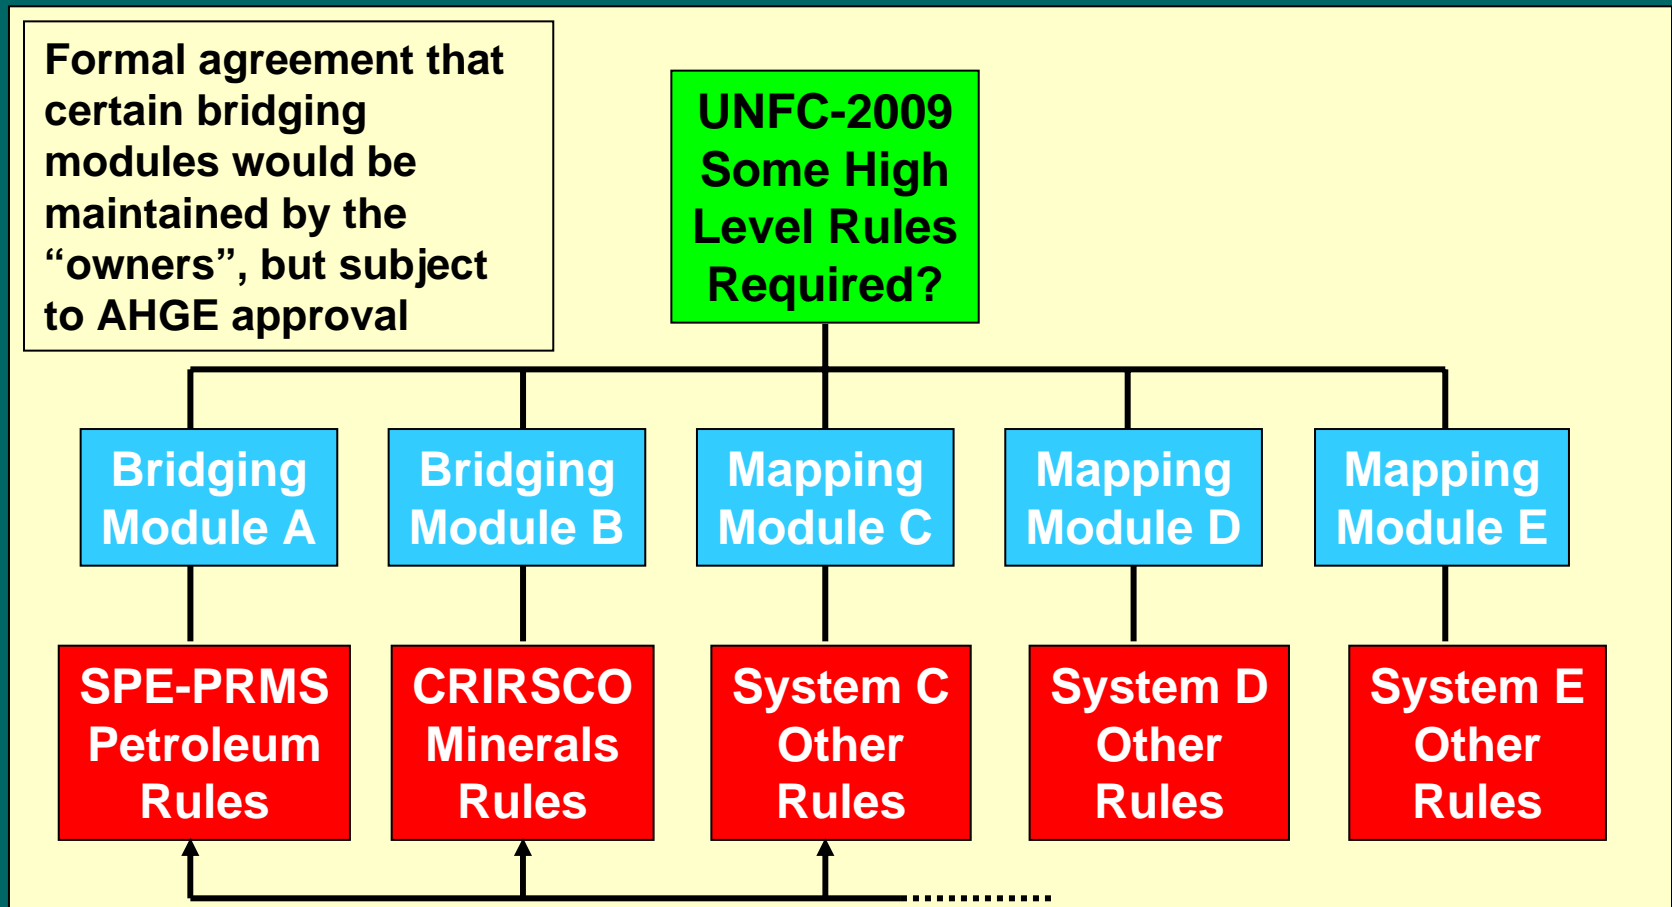 Formal agreement that
certain bridging
modules would be
maintained by the
“owners”, but subject
to AHGE approval
UNFC-2009
Some High
Level Rules
Required?
Bridging
Module A
Bridging
Module B
Mapping
Module C
Mapping
Module D
Mapping
Module E
SPE-PRMS
Petroleum
Rules
CRIRSCO
Minerals
Rules
System C
Other
Rules
System D
Other
Rules
System E
Other
Rules